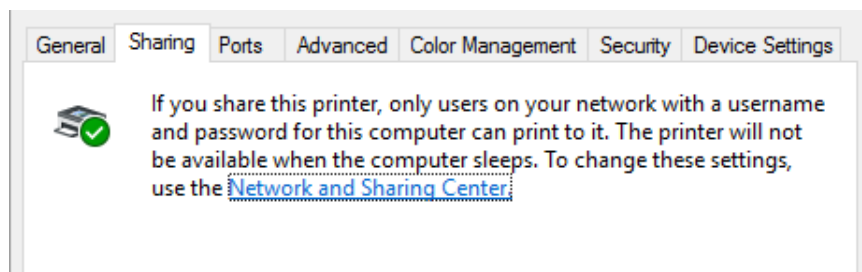 General Sharing Ports Advanced Color Management Security Device Settings
If you share this printer, only users on your network with a username
and password for this computer can print to it. The printer will not
be available when the computer sleeps. To change these settings,
use the Network and Sharing Center.